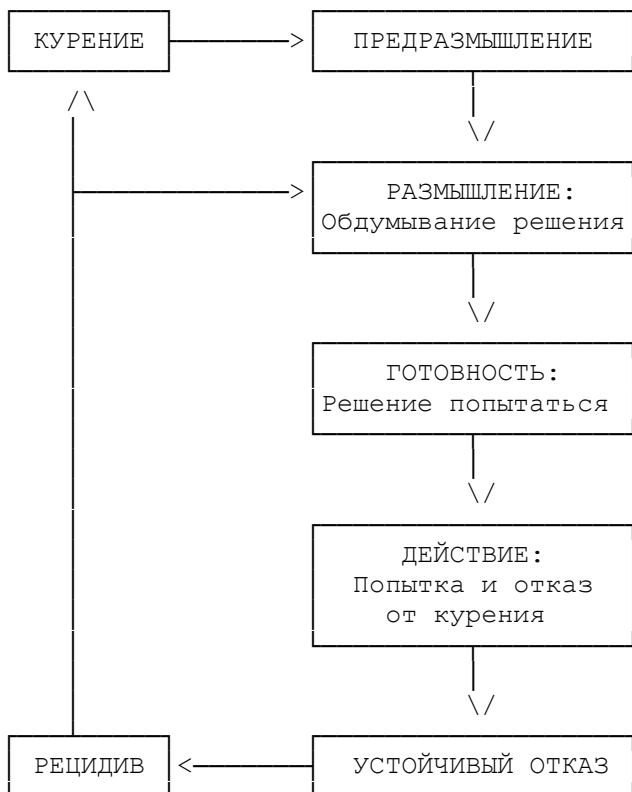 КУРЕНИЕ
ПРЕДРАЗМЫШЛЕНИЕ
РАЗМЫШЛЕНИЕ:
Обдумывание решения
ГОТОВНОСТЬ:
Решение попытаться
ДЕЙСТВИЕ:
Попытка и отказ
от курения
РЕЦИДИВ
УСТОЙЧИВЫЙ ОТКАЗ